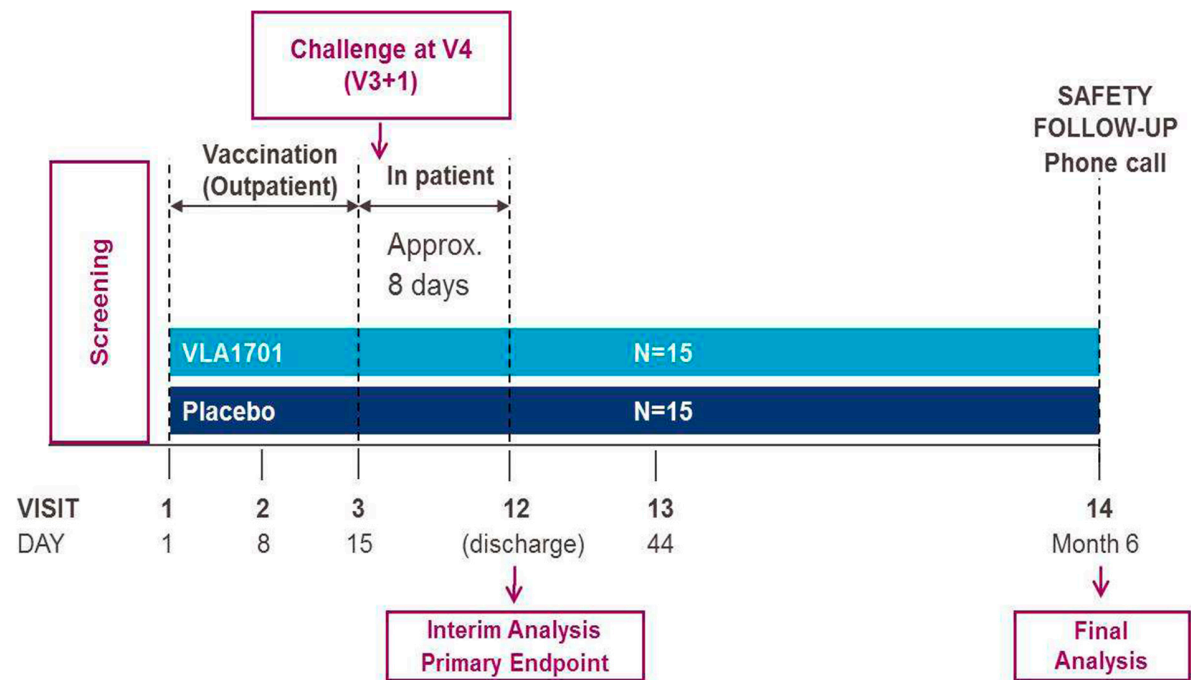 Challenge at V4
(V3+1)
SAFETY
FOLLOW-UP
Phone call
Vaccination
(Outpatient)
In patient
Approx.
8 days
Screening
VLA1701 N=15
Placebo N=15
VISIT 1 2 3 12 13 14
DAY 1 8 15 (discharge) 44 Month 6
Interim Analysis
Primary Endpoint
Final
Analysis